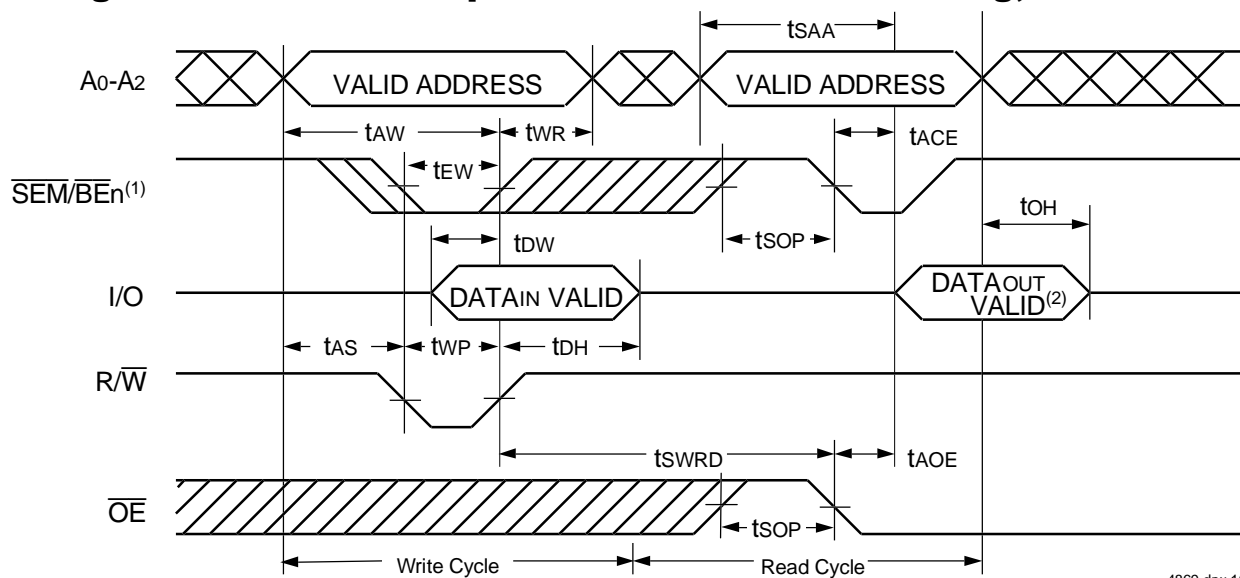 tSAA
A0-A2
VALID ADDRESS
VALID ADDRESS
tAW
tWR
tACE
tEW
SEM/BEn(1)
tSOP
tOH
tDW
I/O
DATAIN VALID
DATAOUT
VALID(2)
tAS
tWP
tDH
R/W
tSWRD
tAOE
OE
tSOP
Write Cycle
Read Cycle